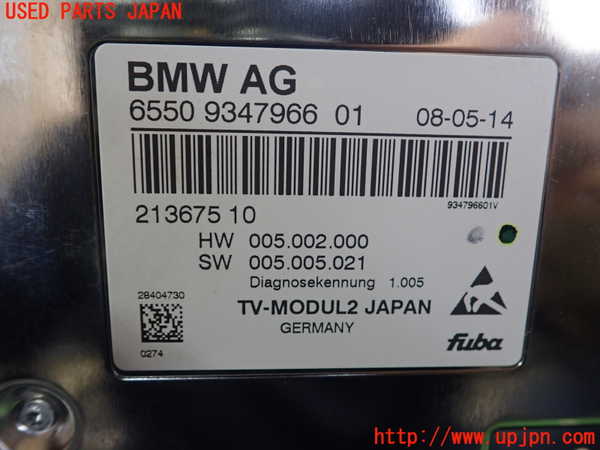 USED PARTS JAPAN
BMW AG
6550 9347966 01 08-05-14
934796601V
213675 10
HW 005.002.000
SW 005.005.021
Diagnosekennung 1.005
28404730
TV-MODUL2 JAPAN
GERMANY
0274
fuba
http://www.upjpn.com/